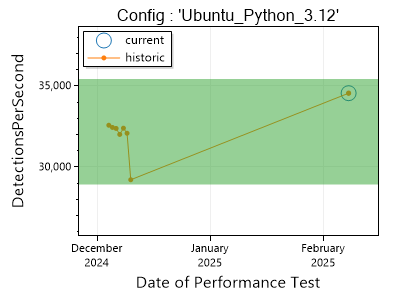 Config : 'Ubuntu_Python_3.12'
current
historic
DetectionsPerSecond
35,000
30,000
December
2024
January
2025
February
2025
Date of Performance Test